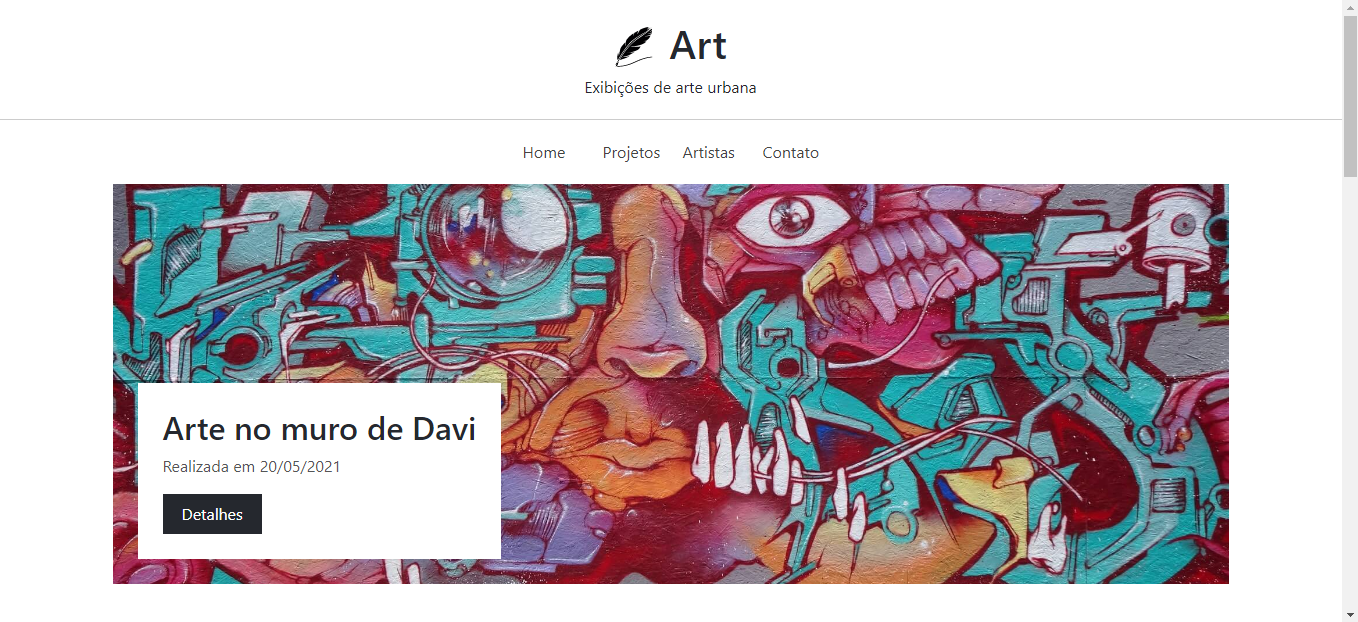 Art
Exibições de arte urbana
Home Projetos Artistas Contato
Arte no muro de Davi
Realizada em 20/05/2021
Detalhes